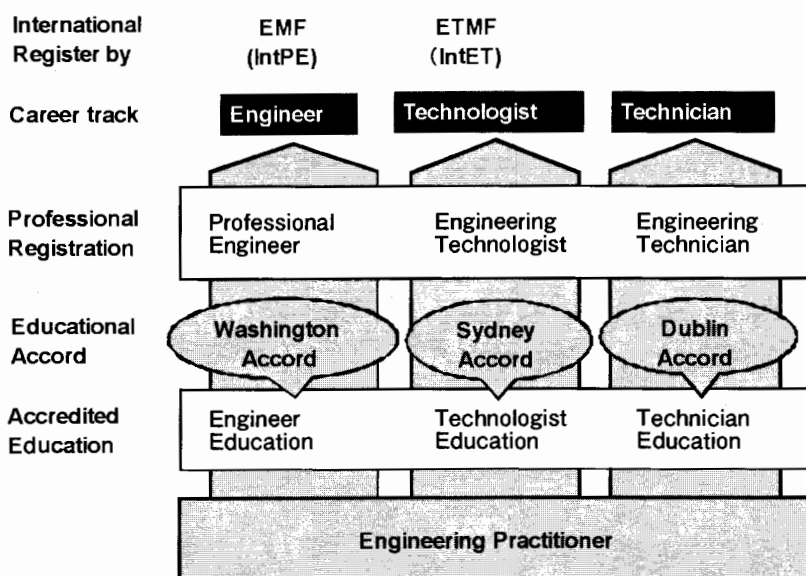 International EMF ETMF
Register by (IntPE) (IntET)
Career track Engineer Technologist Technician
Professional Professional Engineering Engineering
Registration Engineer Technologist Technician
Educational Washington Sydney Dublin
Accord Accord Accord Accord
Accredited Engineer Technologist Technician
Education Education Education Education
Engineering Practitioner